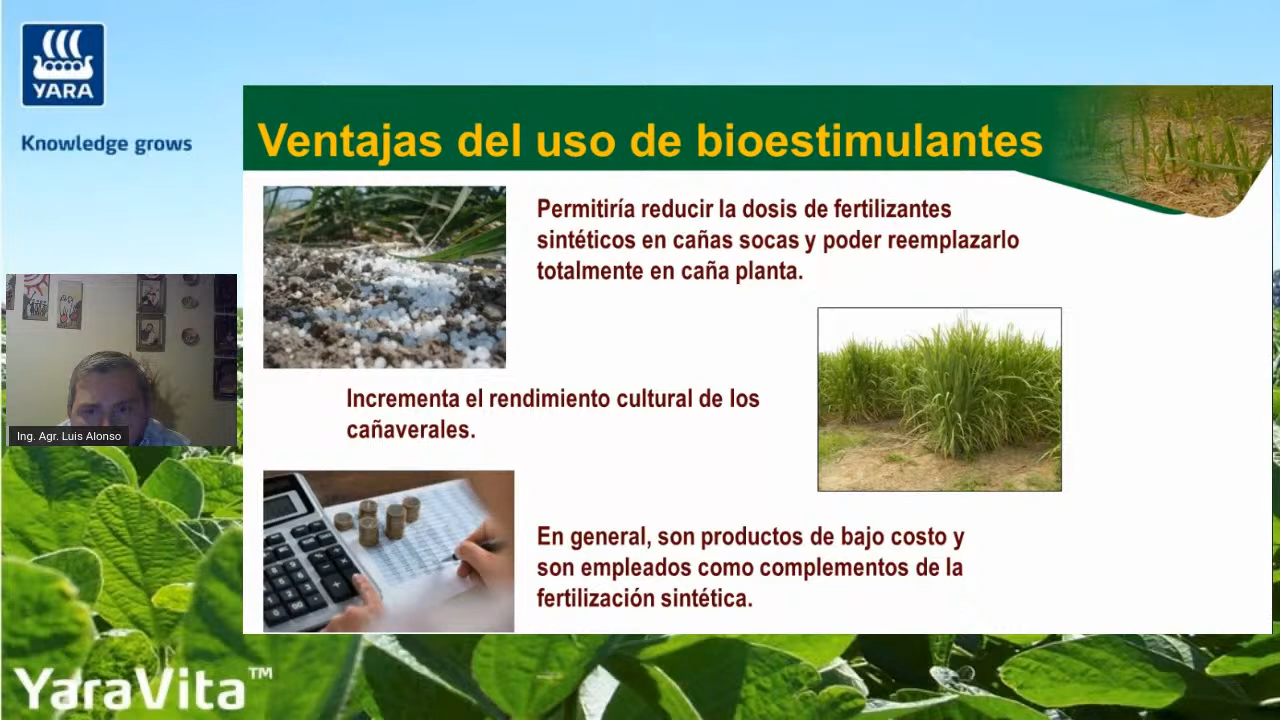 YARA
Knowledge grows
Ventajas del uso de bioestimulantes
Permitiría reducir la dosis de fertilizantes
sintéticos en cañas socas y poder reemplazarlo
totalmente en caña planta.
Incrementa el rendimiento cultural de los
cañaverales.
Ing. Agr. Luis Alonso
En general, son productos de bajo costo y
son empleados como complementos de la
fertilización sintética.
YaraVita™